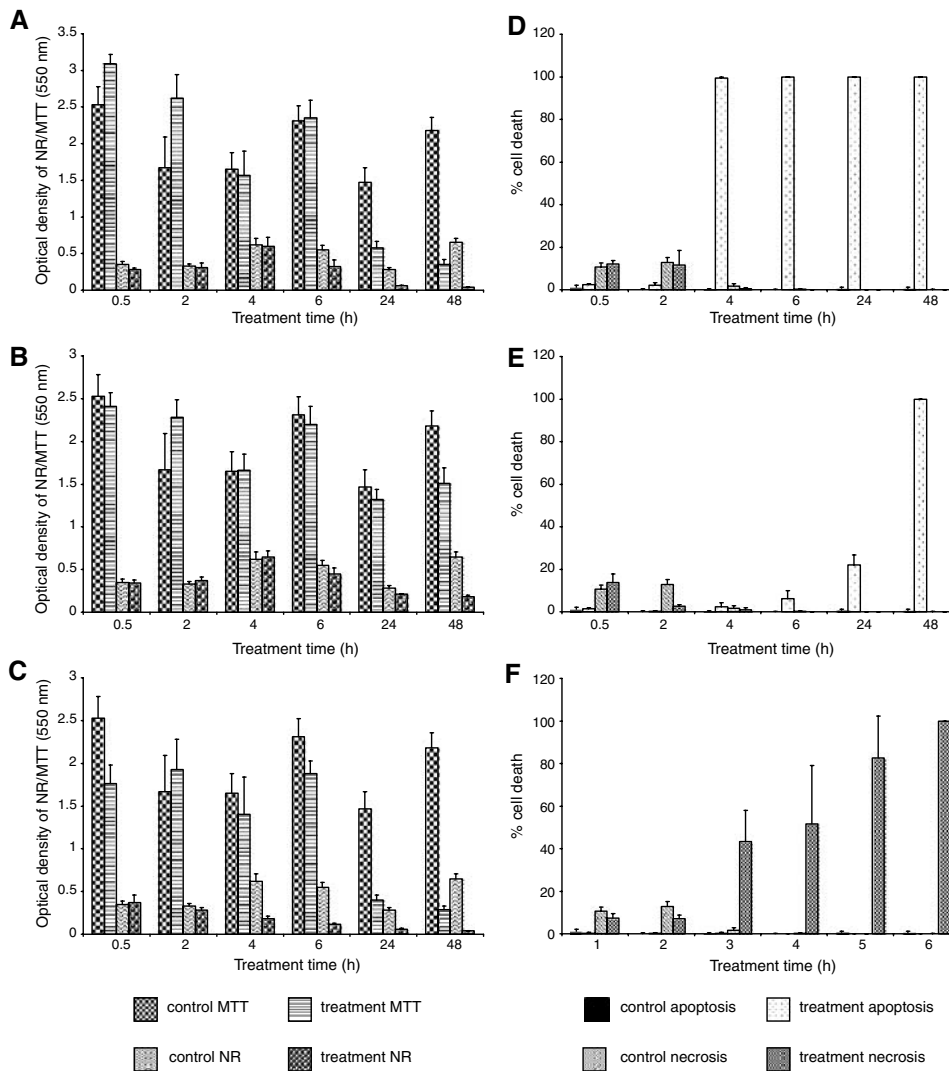 A
Optical density of NR/MTT (550 nm)
3.5
3
2.5
2
1.5
1
0.5
0
0.5 2 4 6 24 48
Treatment time (h)
D
% cell death
120
100
80
60
40
20
0
0.5 2 4 6 24 48
Treatment time (h)
B
Optical density of NR/MTT (550 nm)
3
2.5
2
1.5
1
0.5
0
0.5 2 4 6 24 48
Treatment time (h)
E
% cell death
120
100
80
60
40
20
0
0.5 2 4 6 24 48
Treatment time (h)
C
Optical density of NR/MTT (550 nm)
3
2.5
2
1.5
1
0.5
0
0.5 2 4 6 24 48
Treatment time (h)
F
% cell death
120
100
80
60
40
20
0
1 2 3 4 5 6
Treatment time (h)
control MTT
treatment MTT
control NR
treatment NR
control apoptosis
treatment apoptosis
control necrosis
treatment necrosis